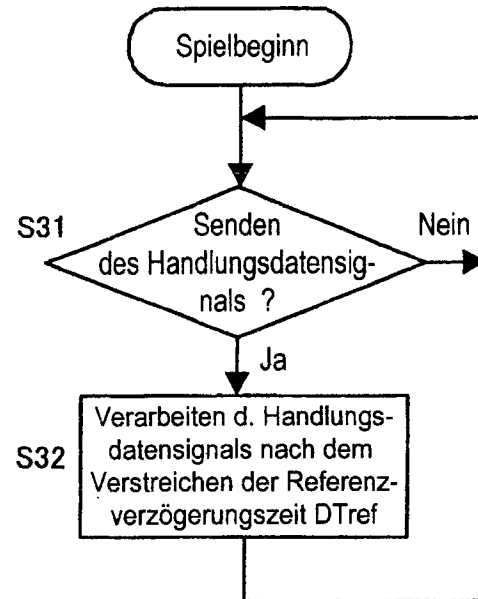 Spielbeginn
S31
Senden
des Handlungsdatensig-
nals ?
Nein
Ja
S32
Verarbeiten d. Handlungs-
datensignals nach dem
Verstreichen der Referenz-
verzögerungszeit DTref